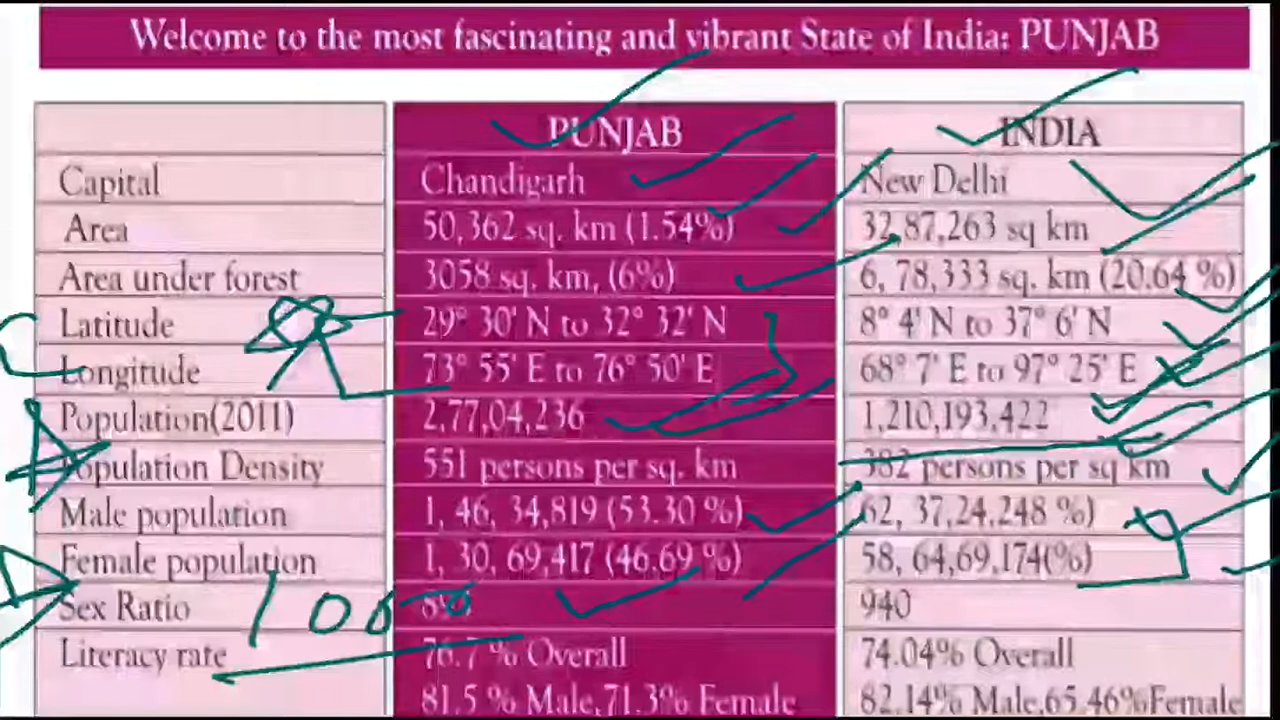 Welcome to the most fascinating and vibrant State of India: PUNJAB
PUNJAB INDIA
Capital Chandigarh New Delhi
Area 50,362 sq. km (1.54%) 32,87,263 sq km
Area under forest 3058 sq. km, (6%) 6, 78,333 sq. km (20.64 %)
Latitude 29° 30' N to 32° 32' N 8° 4' N to 37° 6' N
Longitude 73° 55' E to 76° 50' E 68° 7' E to 97° 25' E
Population(2011) 2,77,04,236 1,210,193,422
Population Density 551 persons per sq. km 382 persons per sq km
Male population 1, 46, 34,819 (53.30 %) 62, 37,24,248 %)
Female population 1, 30, 69,417 (46.69 %) 58, 64,69,174(%)
Sex Ratio 1000 940
Literacy rate 76.7 % Overall 74.04% Overall
81.5 % Male,71.3% Female 82.14% Male,65.46%Female